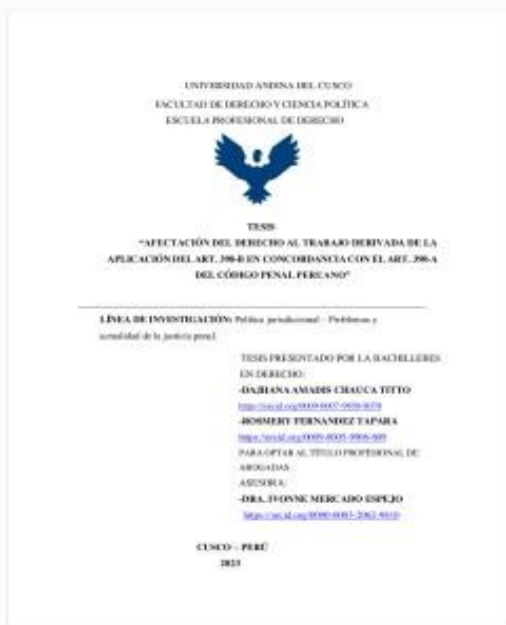 UNIVERSIDAD ANDINA DEL CUSCO
FACULTAD DE DERECHO Y CIENCIA POLÍTICA
ESCUELA PROFESIONAL DE DERECHO
TESIS
“AFECTACIÓN DEL DERECHO AL TRABAJO DERIVADA DE LA
APLICACIÓN DEL ART. 398-B EN CONCORDANCIA CON EL ART. 398-A
DEL CÓDIGO PENAL PERUANO”
LÍNEA DE INVESTIGACIÓN: Política jurisdiccional – Problemas y
actualidad de la justicia penal.
TESIS PRESENTADO POR LA BACHILLERES
EN DERECHO:
-DAJHANA AMADIS CHAUCA TITTO
-ROSMERY FERNANDEZ TAPARA
PARA OPTAR AL TÍTULO PROFESIONAL DE
ABOGADAS
ASESORA:
-DRA. IVONNE MERCADO ESPEJO
CUSCO – PERÚ
2023